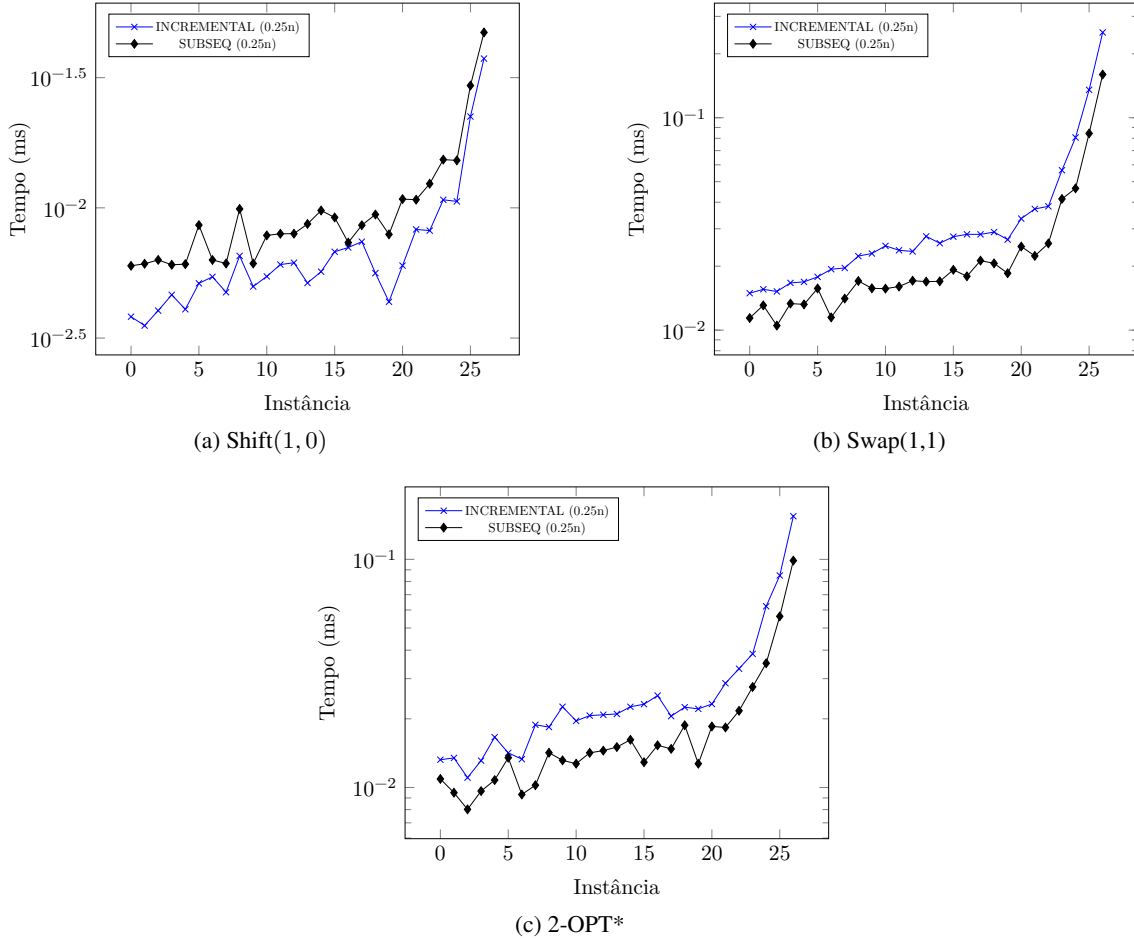 INCREMENTAL (0.25n)
SUBSEQ (0.25n)
Tempo (ms)
10^{-1.5}
10^{-2}
10^{-2.5}
0 5 10 15 20 25
Instância
(a) Shift(1, 0)
INCREMENTAL (0.25n)
SUBSEQ (0.25n)
Tempo (ms)
10^{-1}
10^{-2}
0 5 10 15 20 25
Instância
(b) Swap(1,1)
INCREMENTAL (0.25n)
SUBSEQ (0.25n)
Tempo (ms)
10^{-1}
10^{-2}
0 5 10 15 20 25
Instância
(c) 2-OPT*